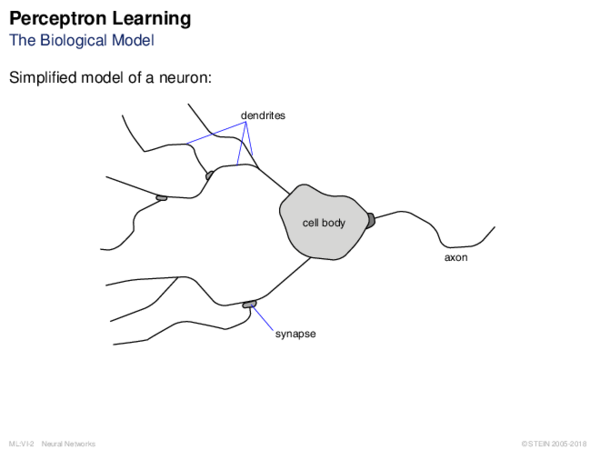 Perceptron Learning
The Biological Model
Simplified model of a neuron:
dendrites
cell body
axon
synapse
ML:VI-2 Neural Networks
© STEIN 2005-2018